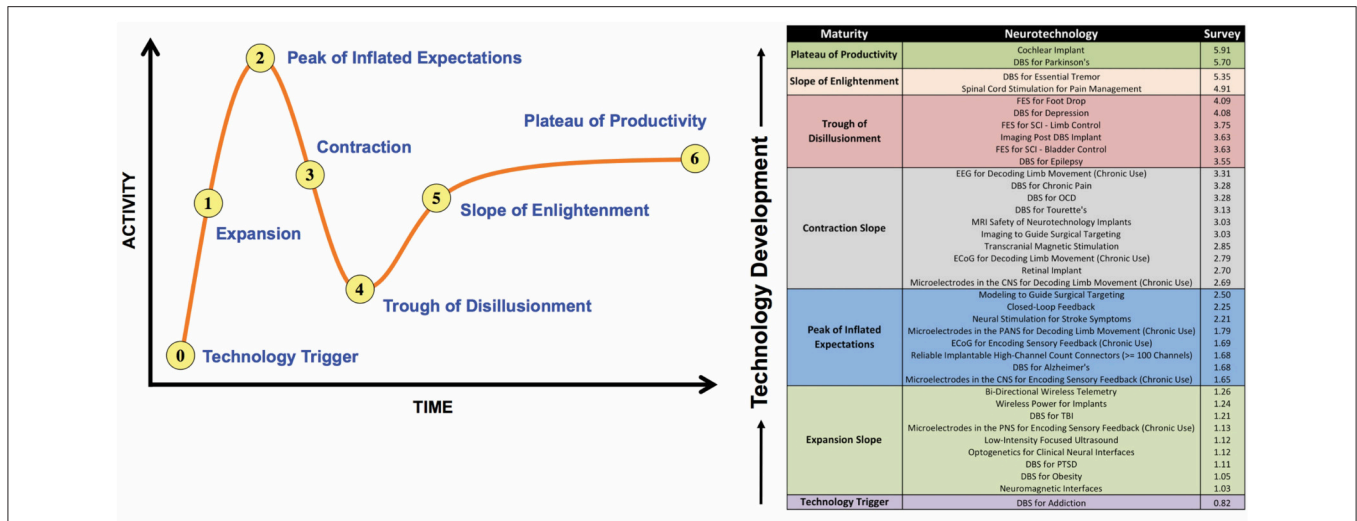 2
Peak of Inflated Expectations
Plateau of Productivity
Contraction
6
3
1
5
Expansion
Slope of Enlightenment
4
Trough of Disillusionment
0
Technology Trigger
ACTIVITY
TIME
Technology Development
Maturity Neurotechnology Survey
Plateau of Productivity
Cochlear Implant 5.91
DBS for Parkinson's 5.70
Slope of Enlightenment
DBS for Essential Tremor 5.35
Spinal Cord Stimulation for Pain Management 4.91
Trough of
Disillusionment
FES for Foot Drop 4.09
DBS for Depression 4.08
FES for SCI - Limb Control 3.75
Imaging Post DBS Implant 3.63
FES for SCI - Bladder Control 3.63
DBS for Epilepsy 3.55
Contraction Slope
EEG for Decoding Limb Movement (Chronic Use) 3.31
DBS for Chronic Pain 3.28
DBS for OCD 3.28
DBS for Tourette's 3.13
MRI Safety of Neurotechnology Implants 3.03
Imaging to Guide Surgical Targeting 3.03
Transcranial Magnetic Stimulation 2.85
ECoG for Decoding Limb Movement (Chronic Use) 2.79
Retinal Implant 2.70
Microelectrodes in the CNS for Decoding Limb Movement (Chronic Use) 2.69
Peak of Inflated
Expectations
Modeling to Guide Surgical Targeting 2.50
Closed-Loop Feedback 2.25
Neural Stimulation for Stroke Symptoms 2.21
Microelectrodes in the PANS for Decoding Limb Movement (Chronic Use) 1.79
ECoG for Encoding Sensory Feedback (Chronic Use) 1.69
Reliable Implantable High-Channel Count Connectors (>= 100 Channels) 1.68
DBS for Alzheimer's 1.68
Microelectrodes in the CNS for Encoding Sensory Feedback (Chronic Use) 1.65
Expansion Slope
Bi-Directional Wireless Telemetry 1.26
Wireless Power for Implants 1.24
DBS for TBI 1.21
Microelectrodes in the PNS for Encoding Sensory Feedback (Chronic Use) 1.13
Low-Intensity Focused Ultrasound 1.12
Optogenetics for Clinical Neural Interfaces 1.12
DBS for PTSD 1.11
DBS for Obesity 1.05
Neuromagnetic Interfaces 1.03
Technology Trigger
DBS for Addiction 0.82